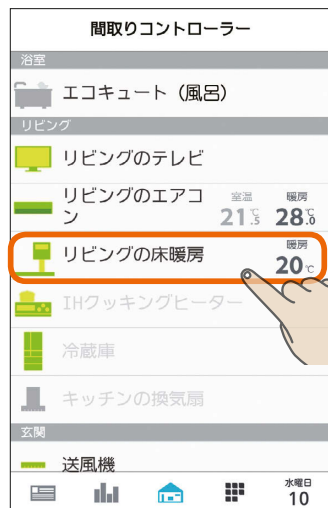 間取りコントローラー
浴室
エコキュート（風呂）
リビング
リビングのテレビ
リビングのエアコン 室温 21.5℃ 暖房 28.0℃
リビングの床暖房 暖房 20℃
IHクッキングヒーター
冷蔵庫
キッチンの換気扇
玄関
送風機
水曜日
10